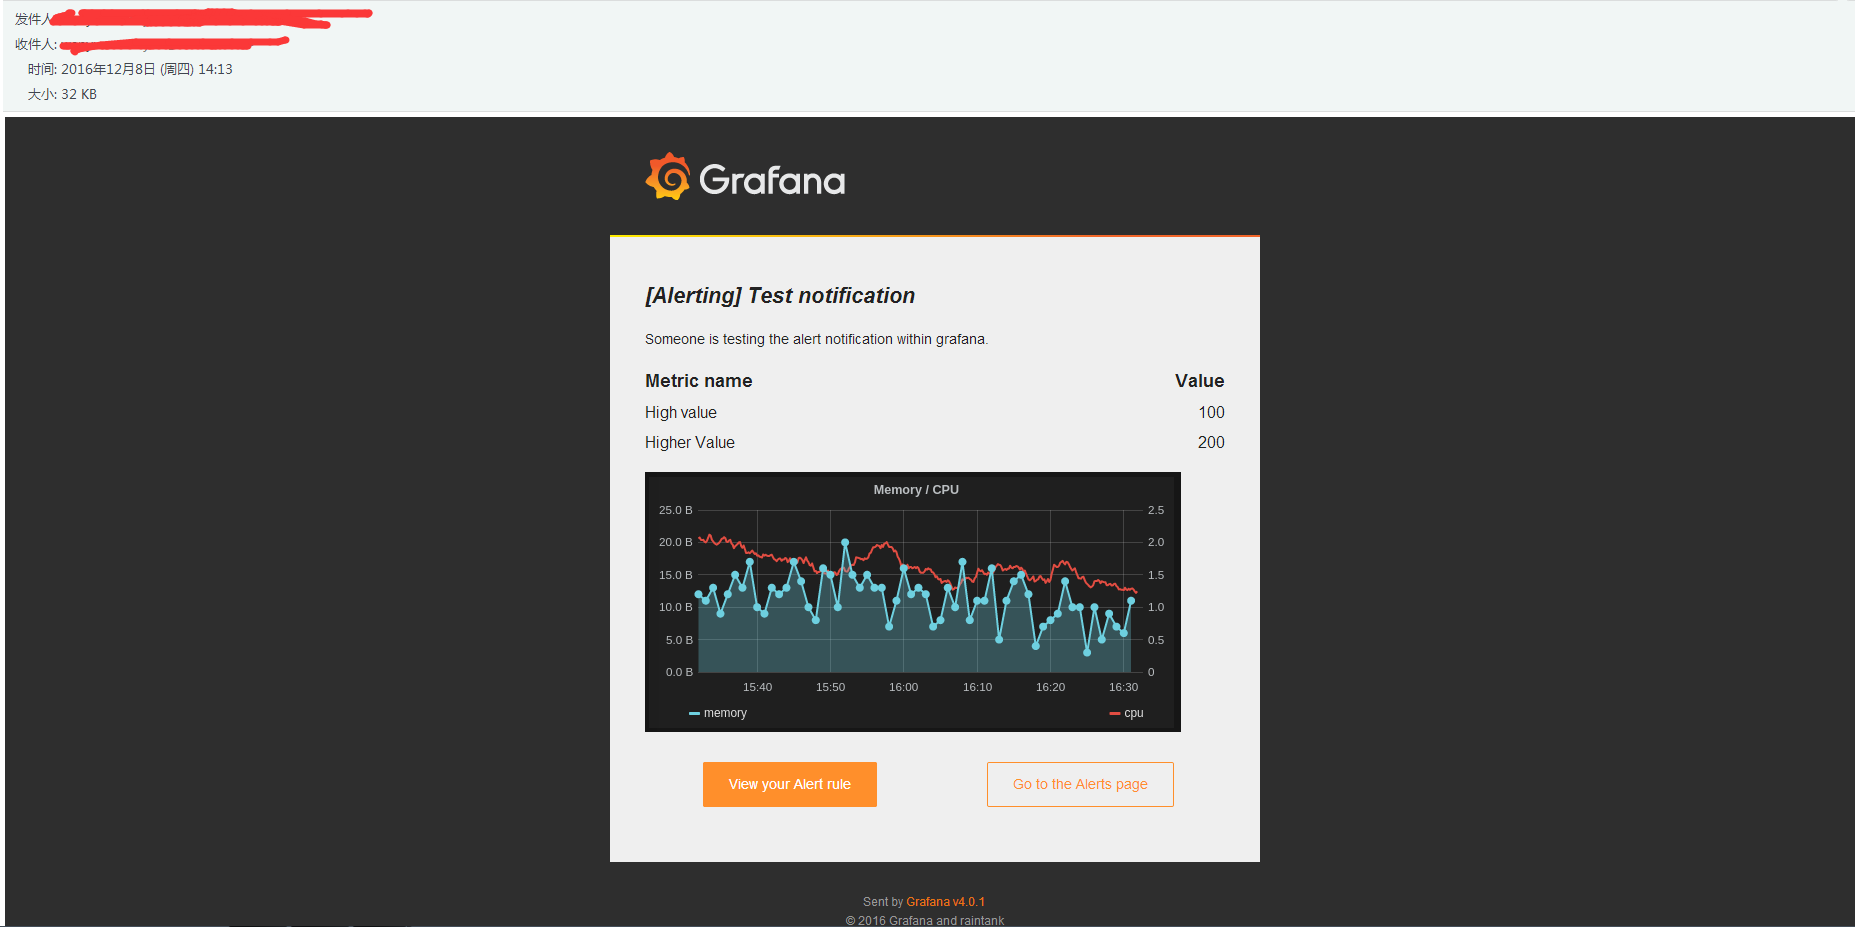 发件人
收件人:
时间: 2016年12月8日 (周四) 14:13
大小: 32 KB
Grafana
[Alerting] Test notification
Someone is testing the alert notification within grafana.
Metric name Value
High value 100
Higher Value 200
Memory / CPU
25.0 B 2.5
20.0 B 2.0
15.0 B 1.5
10.0 B 1.0
5.0 B 0.5
0.0 B 0
15:40 15:50 16:00 16:10 16:20 16:30
memory cpu
View your Alert rule Go to the Alerts page
Sent by Grafana v4.0.1
© 2016 Grafana and raintank